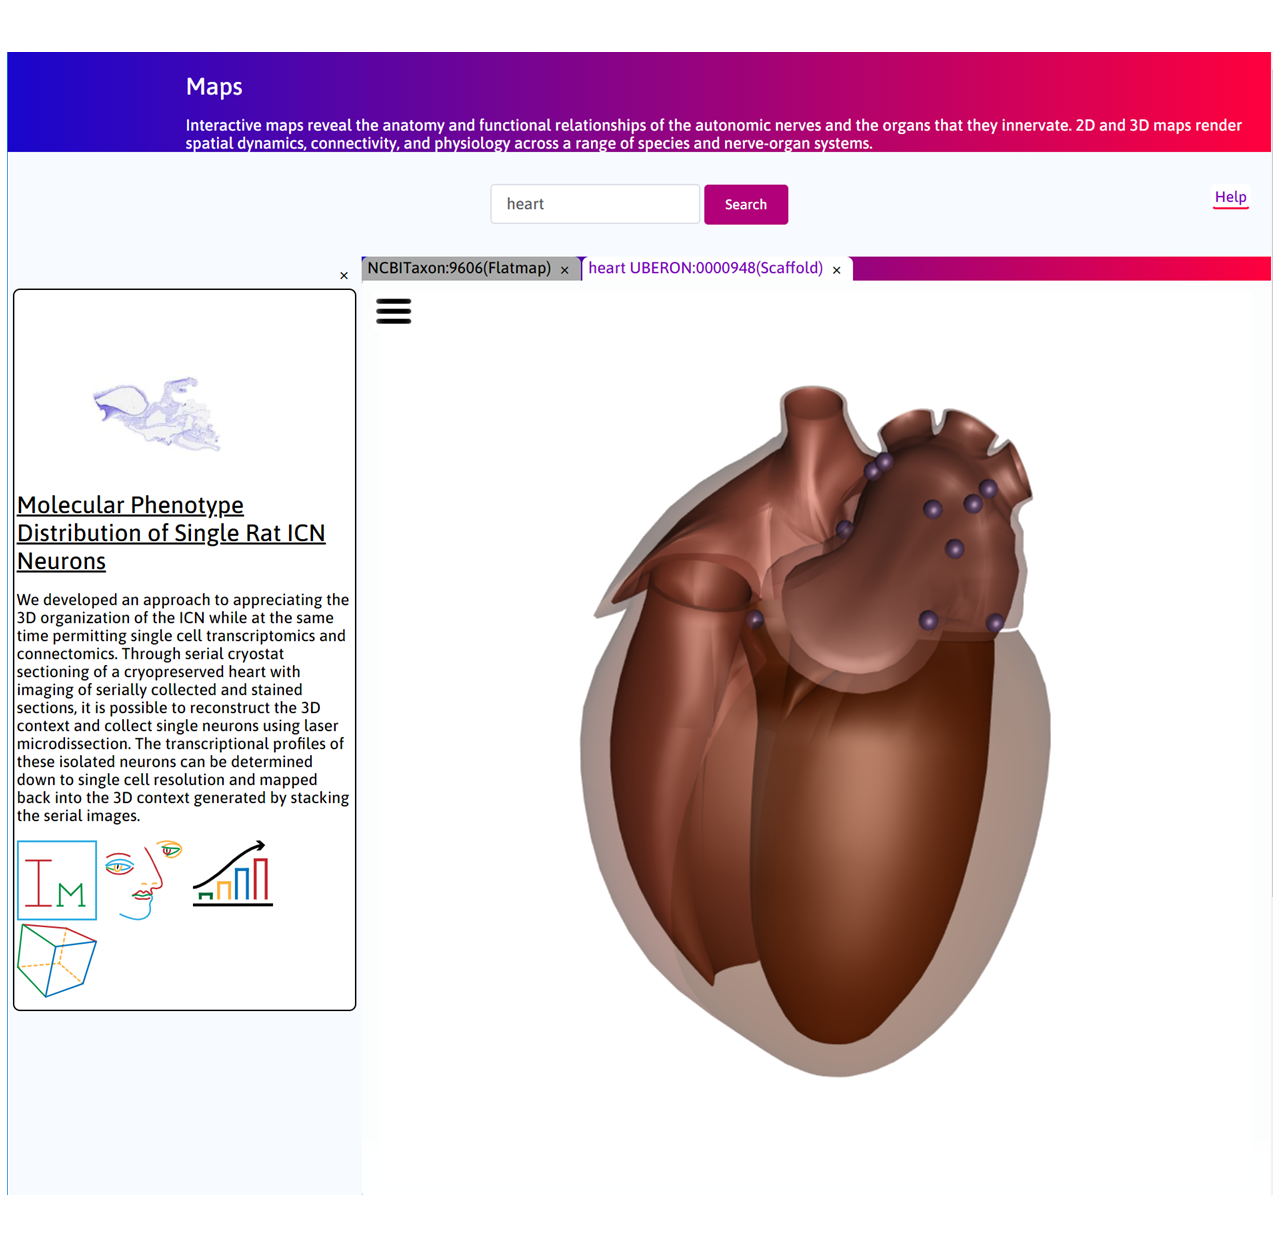 Maps
Interactive maps reveal the anatomy and functional relationships of the autonomic nerves and the organs that they innervate. 2D and 3D maps render
spatial dynamics, connectivity, and physiology across a range of species and nerve-organ systems.
heart
Search
Help
×
NCBITaxon:9606(Flatmap) ×
heart UBERON:0000948(Scaffold) ×
Molecular Phenotype
Distribution of Single Rat ICN
Neurons
We developed an approach to appreciating the
3D organization of the ICN while at the same
time permitting single cell transcriptomics and
connectomics. Through serial cryostat
sectioning of a cryopreserved heart with
imaging of serially collected and stained
sections, it is possible to reconstruct the 3D
context and collect single neurons using laser
microdissection. The transcriptional profiles of
these isolated neurons can be determined
down to single cell resolution and mapped
back into the 3D context generated by stacking
the serial images.
IM